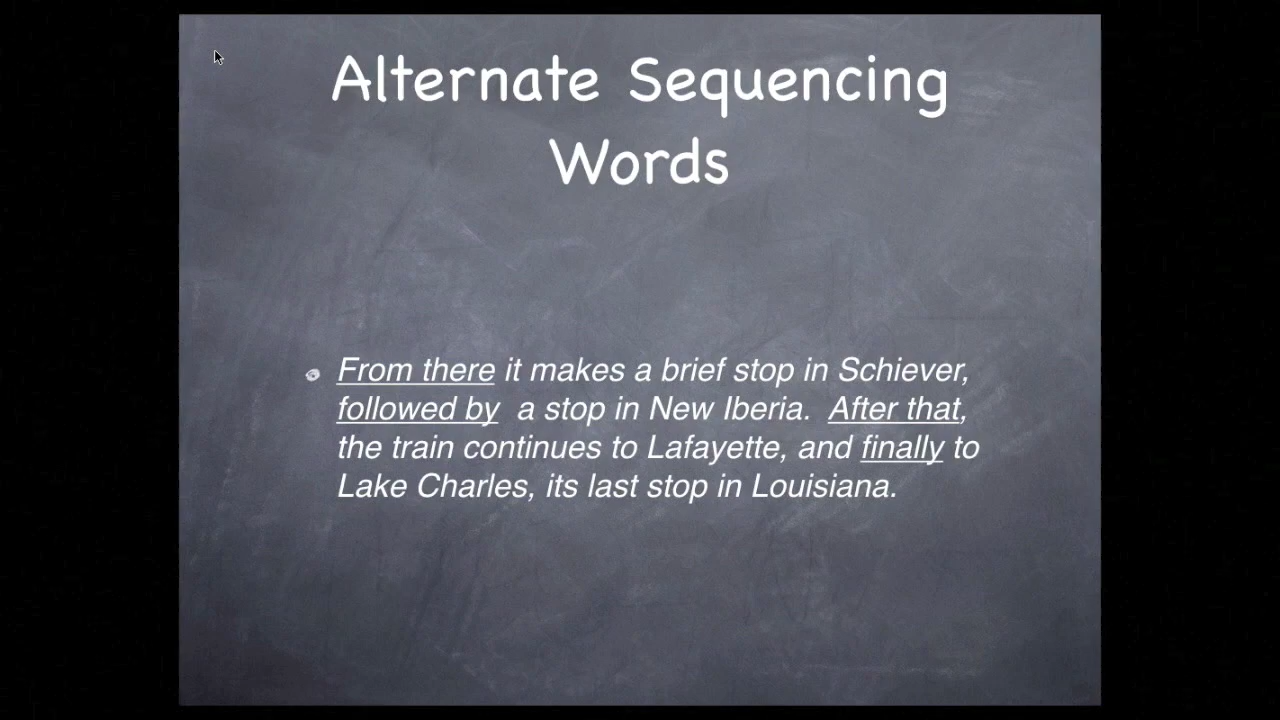 Alternate Sequencing
Words
From there it makes a brief stop in Schiever,
followed by a stop in New Iberia. After that,
the train continues to Lafayette, and finally to
Lake Charles, its last stop in Louisiana.